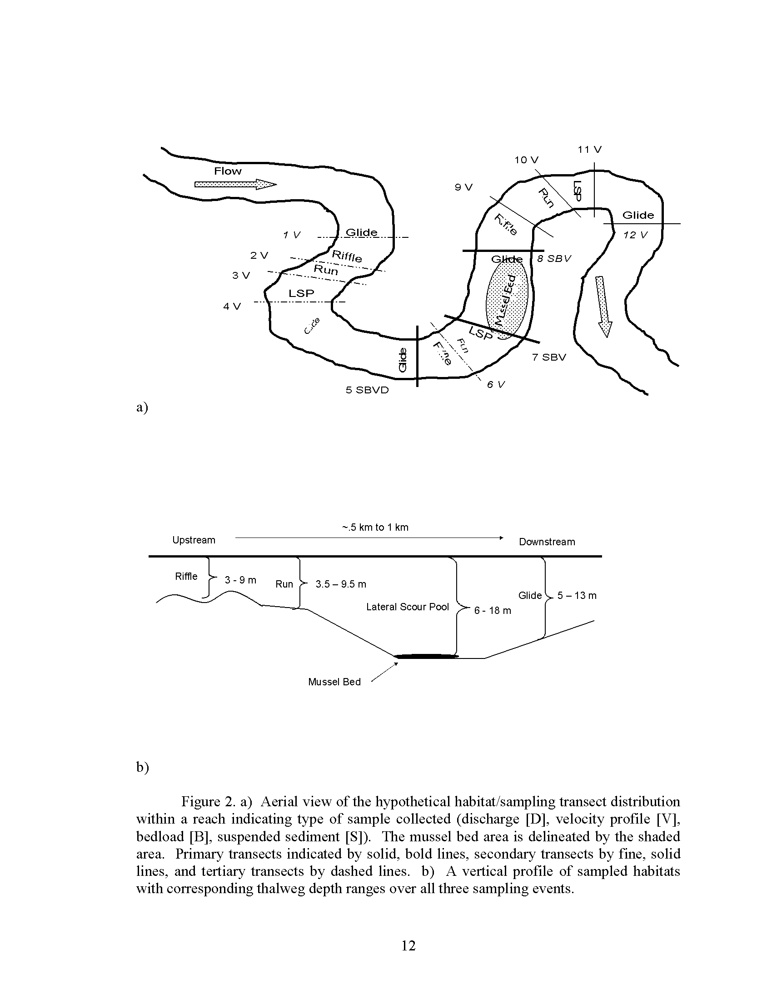 11 V
10 V
Flow
9 V
LSP
Run
Glide
Riffle
1 V
Glide
12 V
2 V
Riffle
Glide
8 SBV
3 V
Run
Mussel Bed
LSP
4 V
LSP
Run
Riffle
7 SBV
Glide
5 SBVD
6 V
a)
~.5 km to 1 km
Upstream
Downstream
Riffle
3 - 9 m
Run
3.5 – 9.5 m
Glide
5 – 13 m
Lateral Scour Pool
6 - 18 m
Mussel Bed
b)
Figure 2. a) Aerial view of the hypothetical habitat/sampling transect distribution
within a reach indicating type of sample collected (discharge [D], velocity profile [V],
bedload [B], suspended sediment [S]). The mussel bed area is delineated by the shaded
area. Primary transects indicated by solid, bold lines, secondary transects by fine, solid
lines, and tertiary transects by dashed lines. b) A vertical profile of sampled habitats
with corresponding thalweg depth ranges over all three sampling events.
12